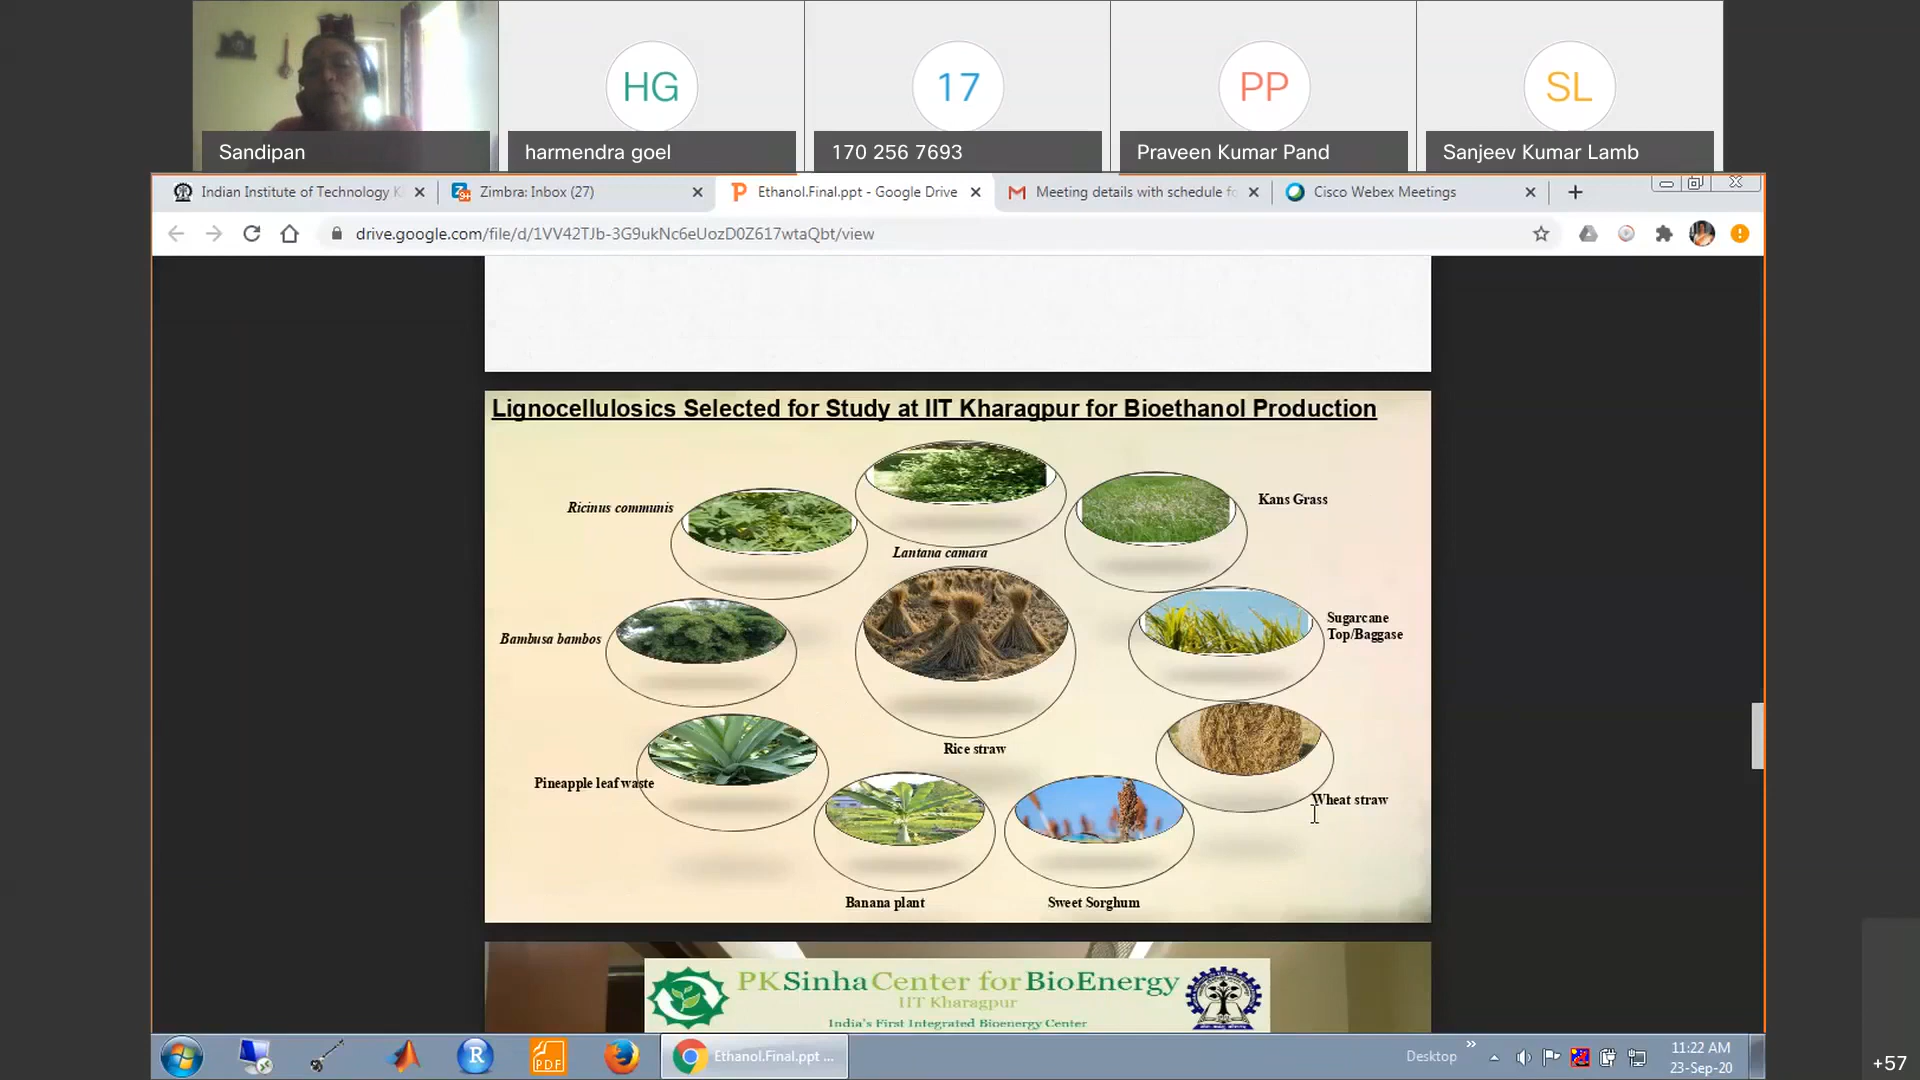 HG
17
PP
SL
Sandipan
harmendra goel
170 256 7693
Praveen Kumar Pand
Sanjeev Kumar Lamb
Indian Institute of Technology K
Zimbra: Inbox (27)
Ethanol.Final.ppt - Google Drive
Meeting details with schedule fo
Cisco Webex Meetings
drive.google.com/file/d/1VV42TJb-3G9ukNc6eUozD0Z617wtaQbt/view
Lignocellulosics Selected for Study at IIT Kharagpur for Bioethanol Production
Ricinus communis
Kans Grass
Lantana camara
Sugarcane
Top/Baggase
Bambusa bambos
Rice straw
Pineapple leaf waste
Wheat straw
Banana plant
Sweet Sorghum
PK Sinha Center for BioEnergy
IIT Kharagpur
India's First Integrated Bioenergy Center
R
PDF
Ethanol.Final.ppt ...
Desktop
11:22 AM
23-Sep-20
+57